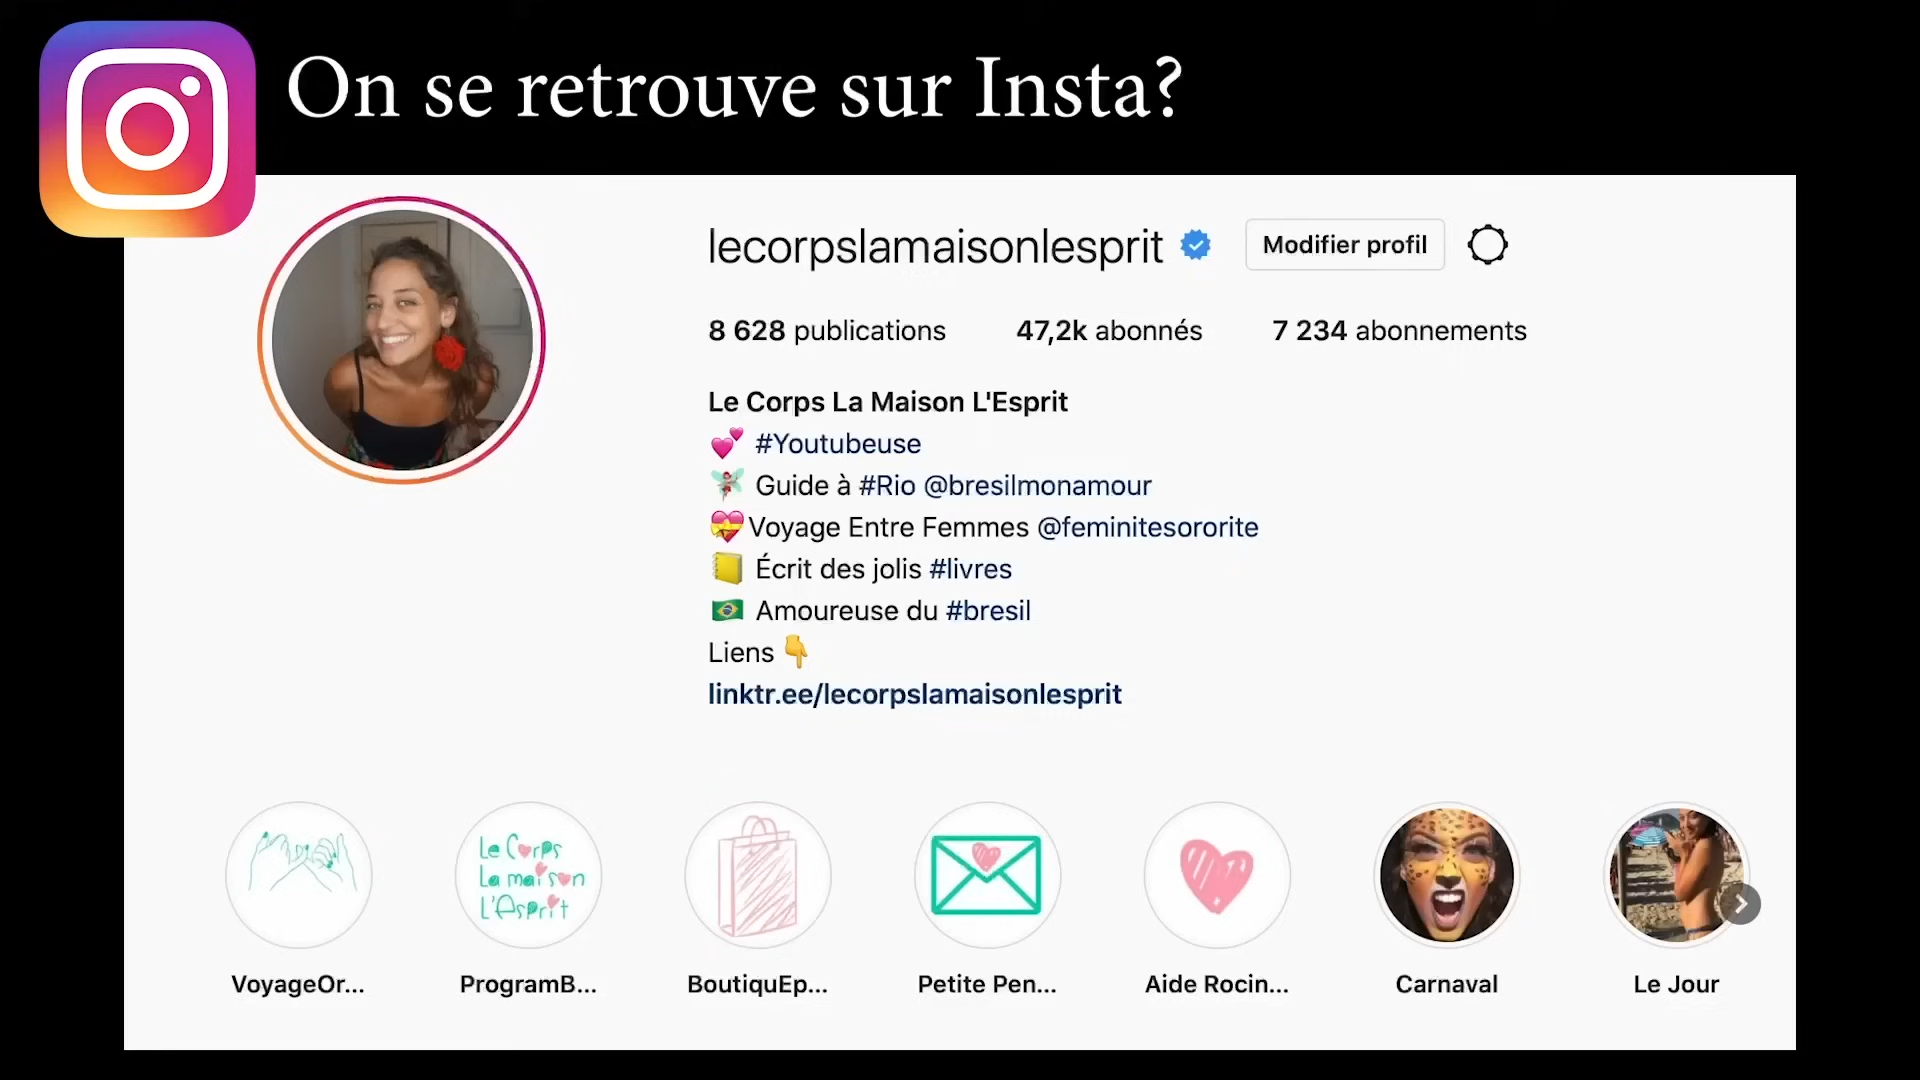 On se retrouve sur Insta?
lecorpslamaisonlesprit
Modifier profil
8 628 publications 47,2k abonnés 7 234 abonnements
Le Corps La Maison L'Esprit
💕 #Youtubeuse
🧚 Guide à #Rio @bresilmonamour
💝Voyage Entre Femmes @feminitesororite
📒 Écrit des jolis #livres
🇧🇷 Amoureuse du #bresil
Liens 👇
linktr.ee/lecorpslamaisonlesprit
Le Corps
La maison
L'Esprit
VoyageOr... ProgramB... BoutiquEp... Petite Pen... Aide Rocin... Carnaval Le Jour